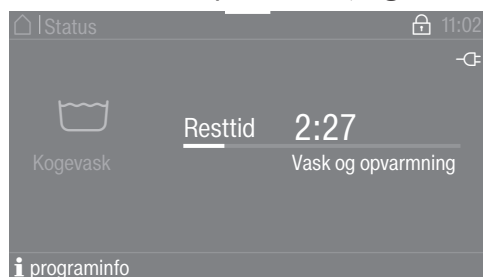 Status 11:02
Resttid 2:27
Kogevask Vask og opvarmning
i programinfo